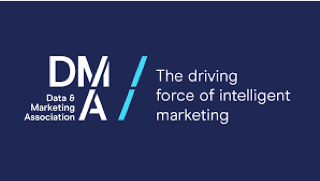 DM
A
Data &
Marketing
Association
The driving
force of intelligent
marketing